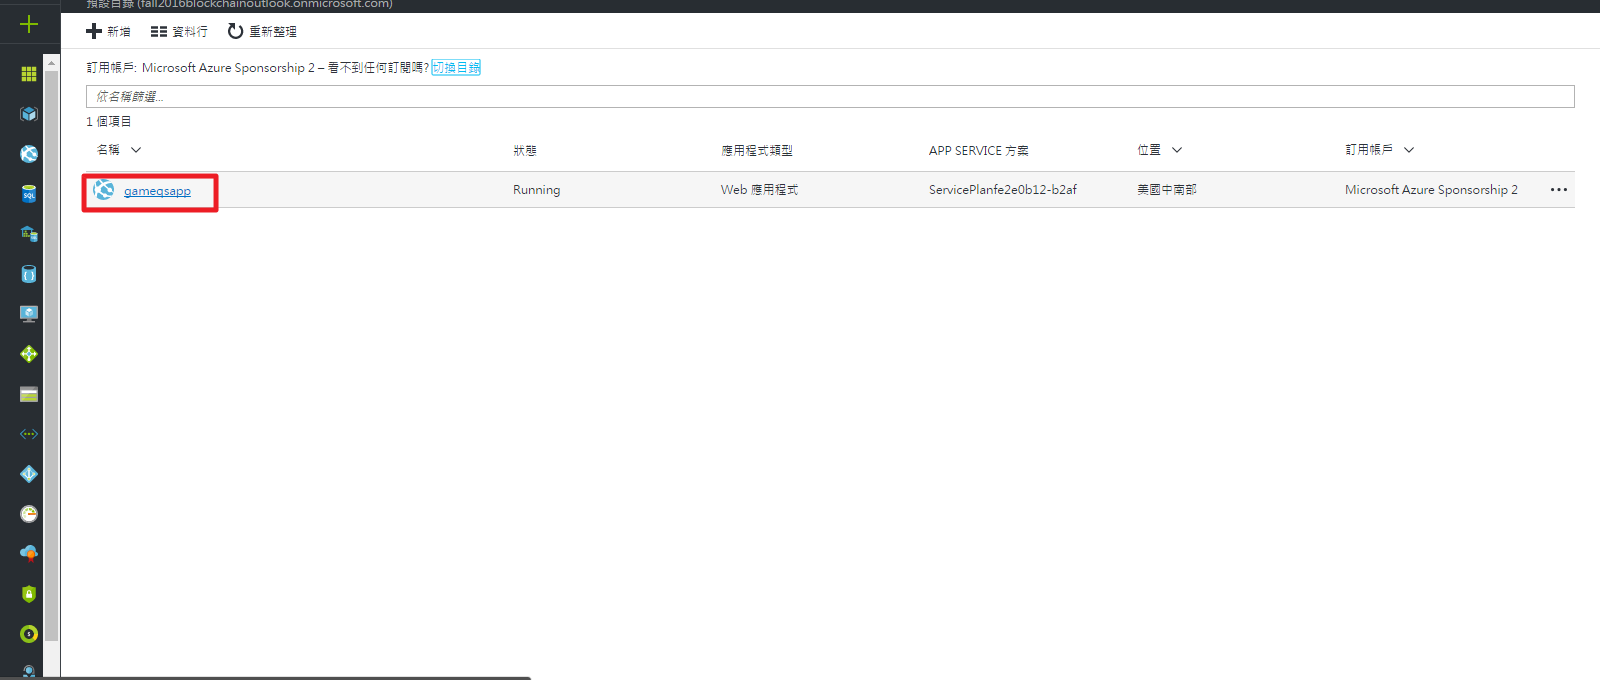 預設目錄 (fall2016blockchainoutlook.onmicrosoft.com)
新增 資料行 重新整理
訂用帳戶: Microsoft Azure Sponsorship 2 – 看不到任何訂閱嗎? 切換目錄
依名稱篩選...
1 個項目
名稱 狀態 應用程式類型 APP SERVICE 方案 位置 訂用帳戶
gameqsapp Running Web 應用程式 ServicePlanfe2e0b12-b2af 美國中南部 Microsoft Azure Sponsorship 2